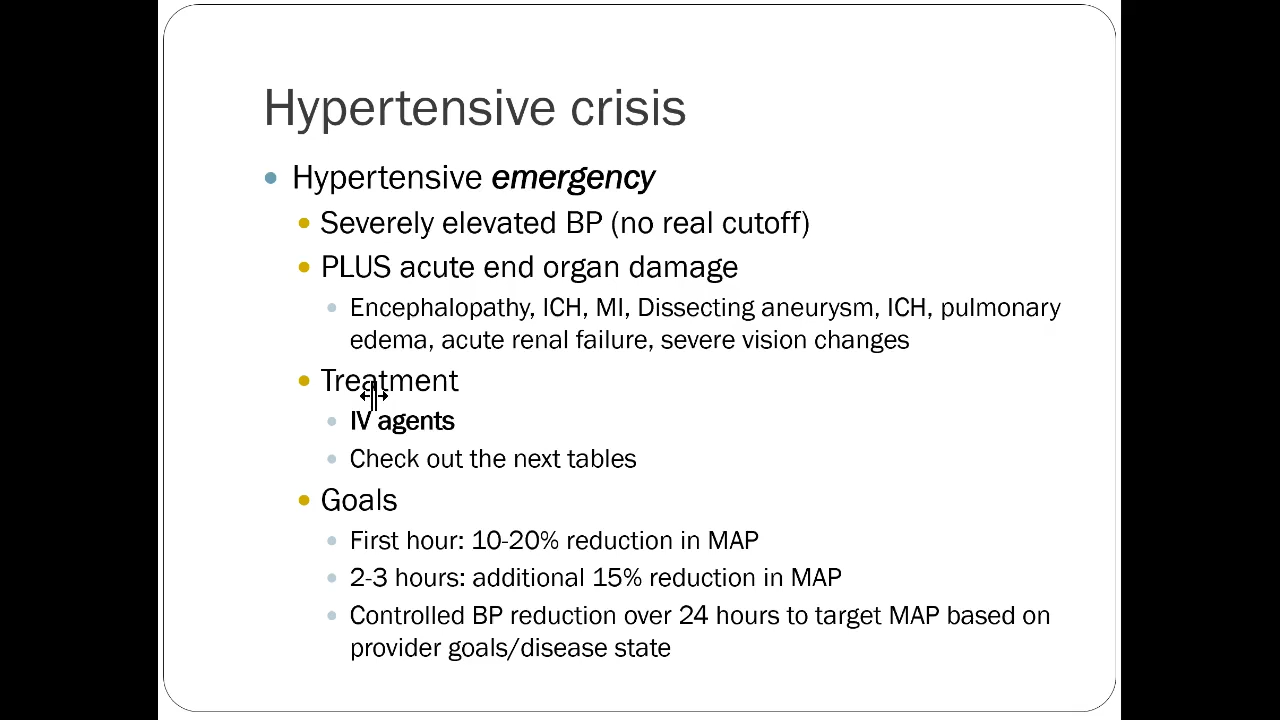 Hypertensive crisis
Hypertensive emergency
Severely elevated BP (no real cutoff)
PLUS acute end organ damage
Encephalopathy, ICH, MI, Dissecting aneurysm, ICH, pulmonary
edema, acute renal failure, severe vision changes
Treatment
IV agents
Check out the next tables
Goals
First hour: 10-20% reduction in MAP
2-3 hours: additional 15% reduction in MAP
Controlled BP reduction over 24 hours to target MAP based on
provider goals/disease state